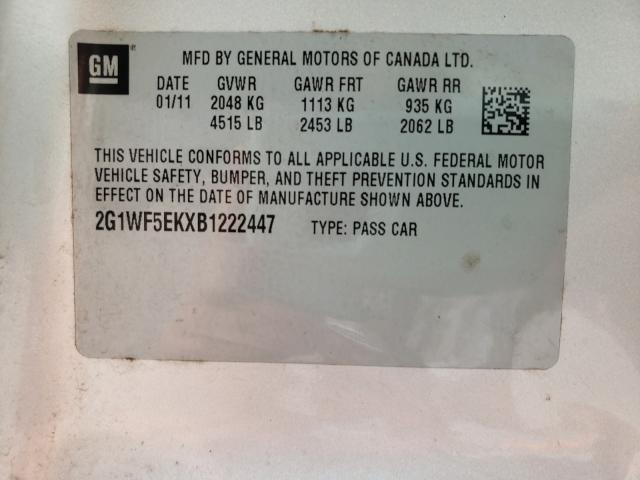 GM MFD BY GENERAL MOTORS OF CANADA LTD.
DATE GVWR GAWR FRT GAWR RR
01/11 2048 KG 1113 KG 935 KG
4515 LB 2453 LB 2062 LB
THIS VEHICLE CONFORMS TO ALL APPLICABLE U.S. FEDERAL MOTOR
VEHICLE SAFETY, BUMPER, AND THEFT PREVENTION STANDARDS IN
EFFECT ON THE DATE OF MANUFACTURE SHOWN ABOVE.
2G1WF5EKXB1222447 TYPE: PASS CAR